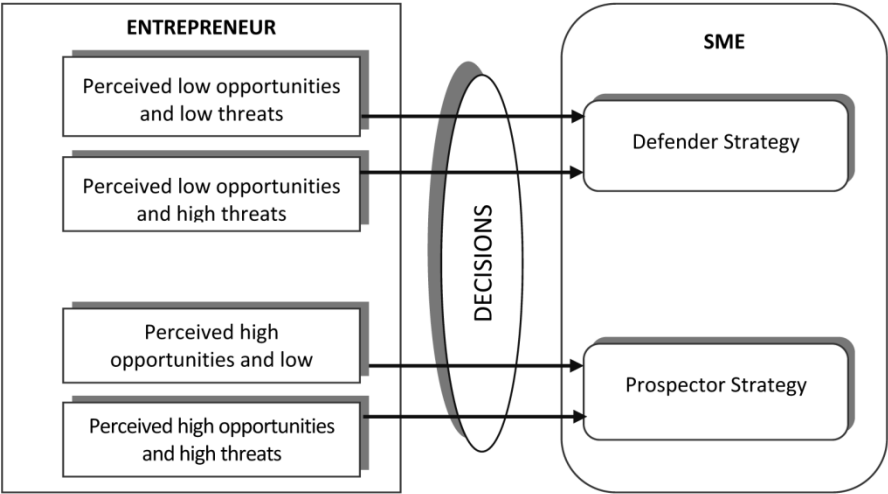 ENTREPRENEUR
Perceived low opportunities
and low threats
Perceived low opportunities
and high threats
Perceived high
opportunities and low
Perceived high opportunities
and high threats
DECISIONS
SME
Defender Strategy
Prospector Strategy